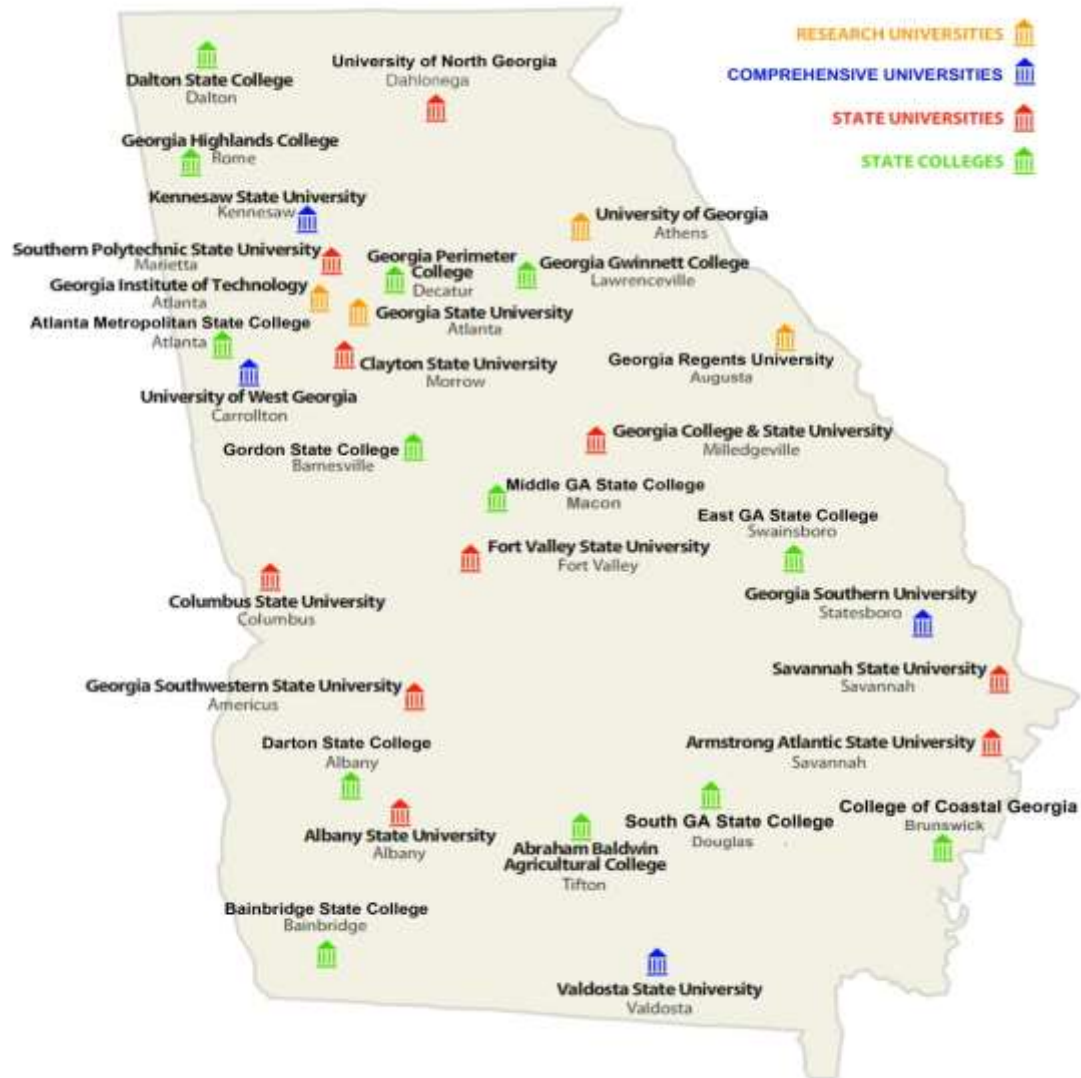 RESEARCH UNIVERSITIES
COMPREHENSIVE UNIVERSITIES
STATE UNIVERSITIES
STATE COLLEGES
Dalton State College
Dalton
University of North Georgia
Dahlonega
Georgia Highlands College
Rome
Kennesaw State University
Kennesaw
University of Georgia
Athens
Southern Polytechnic State University
Marietta
Georgia Perimeter
College
Decatur
Georgia Gwinnett College
Lawrenceville
Georgia Institute of Technology
Atlanta
Georgia State University
Atlanta
Atlanta Metropolitan State College
Atlanta
Clayton State University
Morrow
Georgia Regents University
Augusta
University of West Georgia
Carrollton
Gordon State College
Barnesville
Georgia College & State University
Milledgeville
Middle GA State College
Macon
East GA State College
Swainsboro
Fort Valley State University
Fort Valley
Columbus State University
Columbus
Georgia Southern University
Statesboro
Georgia Southwestern State University
Americus
Savannah State University
Savannah
Darton State College
Albany
Armstrong Atlantic State University
Savannah
Albany State University
Albany
Abraham Baldwin
Agricultural College
Tifton
South GA State College
Douglas
College of Coastal Georgia
Brunswick
Bainbridge State College
Bainbridge
Valdosta State University
Valdosta